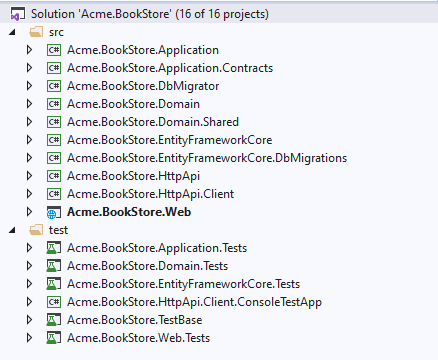 Solution 'Acme.BookStore' (16 of 16 projects)
src
C# Acme.BookStore.Application
C# Acme.BookStore.Application.Contracts
C# Acme.BookStore.DbMigrator
C# Acme.BookStore.Domain
C# Acme.BookStore.Domain.Shared
C# Acme.BookStore.EntityFrameworkCore
C# Acme.BookStore.EntityFrameworkCore.DbMigrations
C# Acme.BookStore.HttpApi
C# Acme.BookStore.HttpApi.Client
Acme.BookStore.Web
test
Acme.BookStore.Application.Tests
Acme.BookStore.Domain.Tests
Acme.BookStore.EntityFrameworkCore.Tests
C# Acme.BookStore.HttpApi.Client.ConsoleTestApp
Acme.BookStore.TestBase
Acme.BookStore.Web.Tests